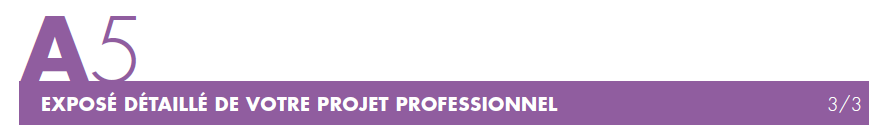 A5
EXPOSÉ DÉTAILLÉ DE VOTRE PROJET PROFESSIONNEL 3/3